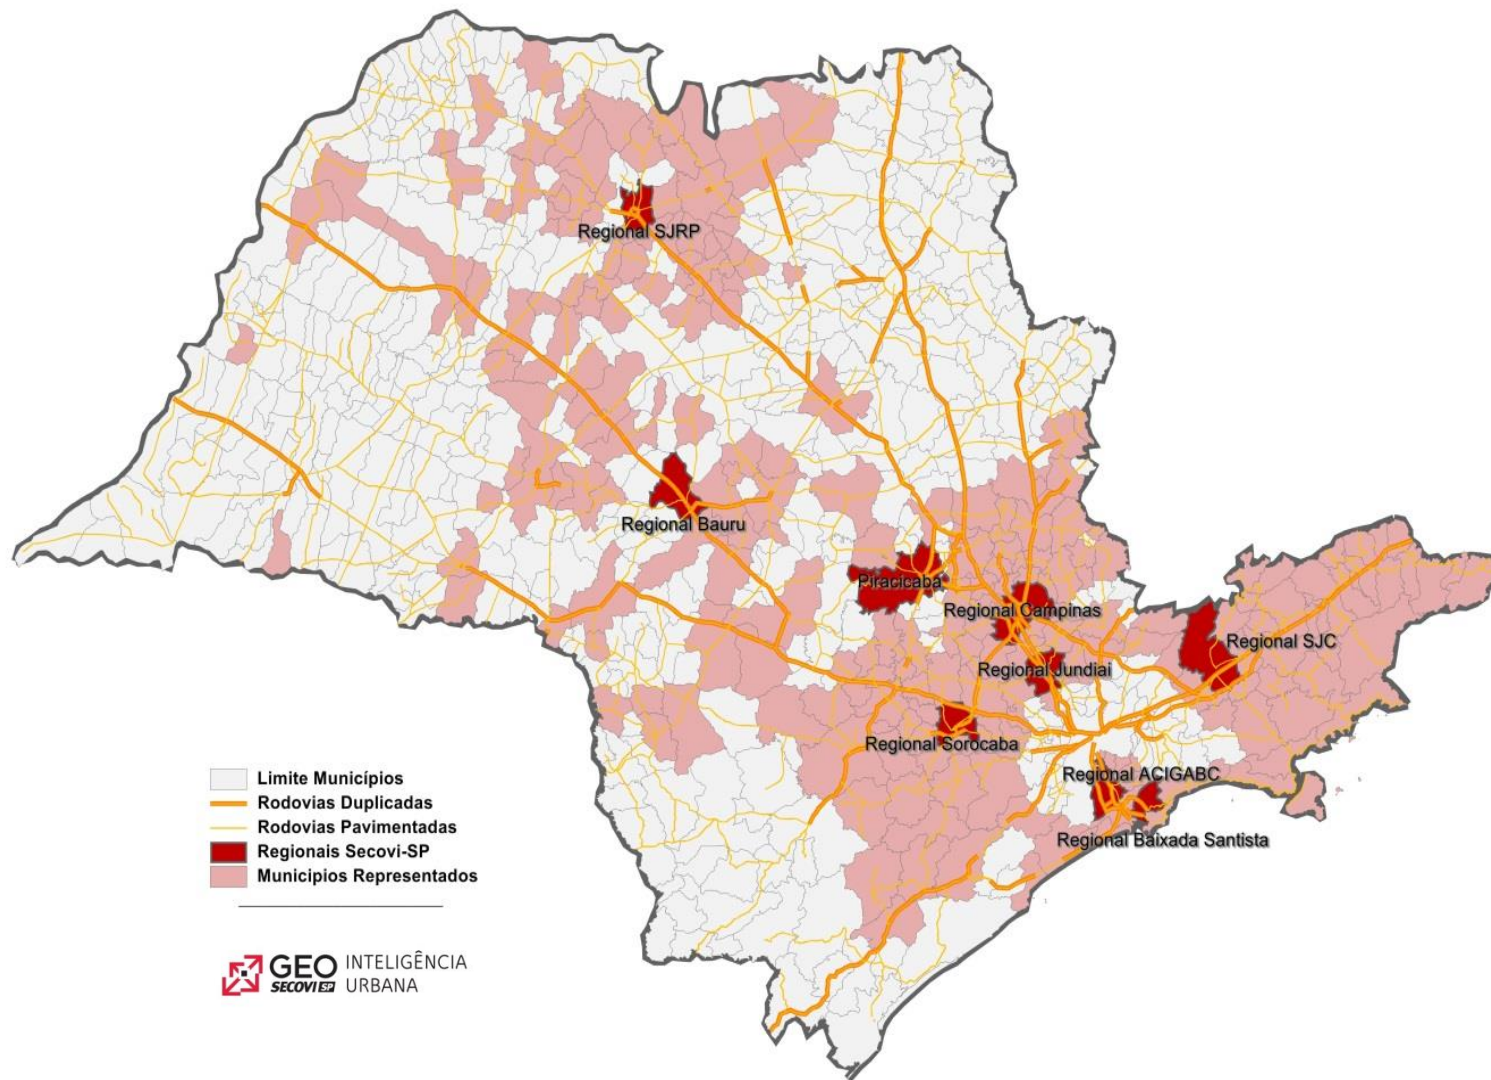 Regional SJRP
Regional Bauru
Piracicaba
Regional Campinas
Regional SJC
Regional Jundiai
Regional Sorocaba
Regional ACIGABC
Regional Baixada Santista
Limite Municípios
Rodovias Duplicadas
Rodovias Pavimentadas
Regionais Secovi-SP
Municipios Representados
GEO INTELIGÊNCIA
SECOVI SP URBANA